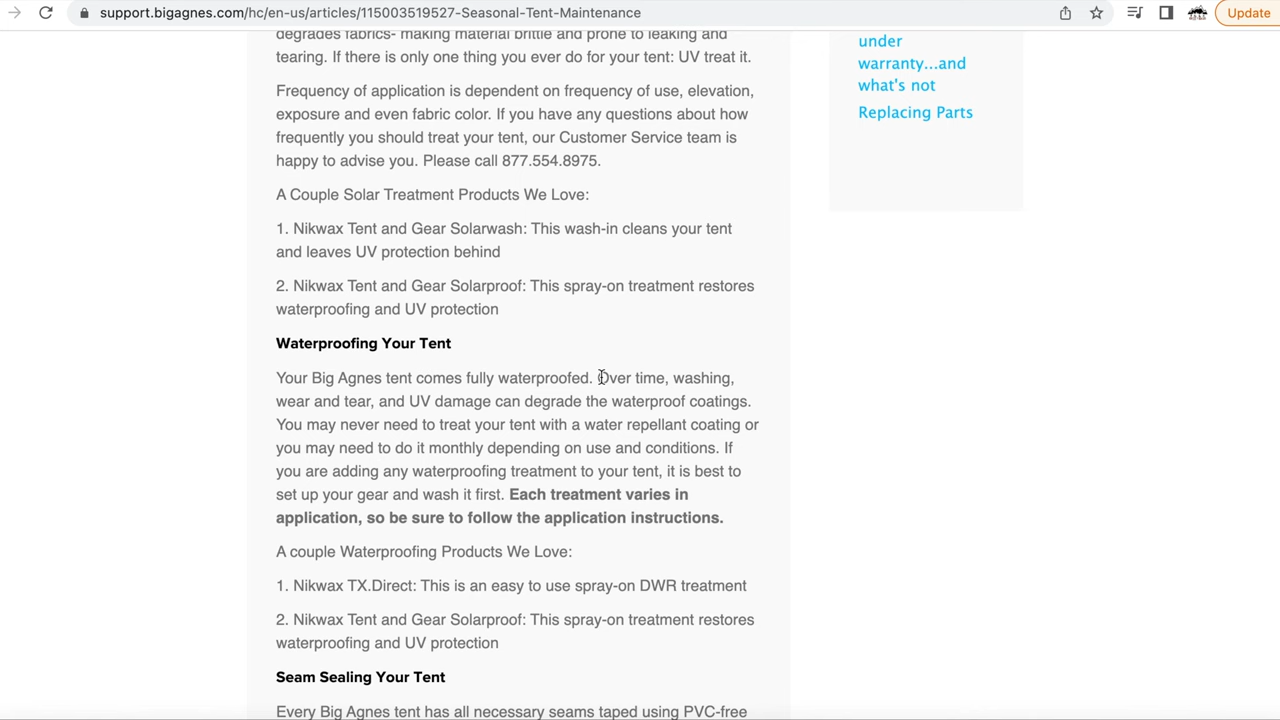 support.bigagnes.com/hc/en-us/articles/115003519527-Seasonal-Tent-Maintenance
Update
degrades fabrics- making material brittle and prone to leaking and
tearing. If there is only one thing you ever do for your tent: UV treat it.
Frequency of application is dependent on frequency of use, elevation,
exposure and even fabric color. If you have any questions about how
frequently you should treat your tent, our Customer Service team is
happy to advise you. Please call 877.554.8975.
A Couple Solar Treatment Products We Love:
1. Nikwax Tent and Gear Solarwash: This wash-in cleans your tent
and leaves UV protection behind
2. Nikwax Tent and Gear Solarproof: This spray-on treatment restores
waterproofing and UV protection
Waterproofing Your Tent
Your Big Agnes tent comes fully waterproofed. Over time, washing,
wear and tear, and UV damage can degrade the waterproof coatings.
You may never need to treat your tent with a water repellant coating or
you may need to do it monthly depending on use and conditions. If
you are adding any waterproofing treatment to your tent, it is best to
set up your gear and wash it first. Each treatment varies in
application, so be sure to follow the application instructions.
A couple Waterproofing Products We Love:
1. Nikwax TX.Direct: This is an easy to use spray-on DWR treatment
2. Nikwax Tent and Gear Solarproof: This spray-on treatment restores
waterproofing and UV protection
Seam Sealing Your Tent
Every Big Agnes tent has all necessary seams taped using PVC-free
under
warranty...and
what's not
Replacing Parts